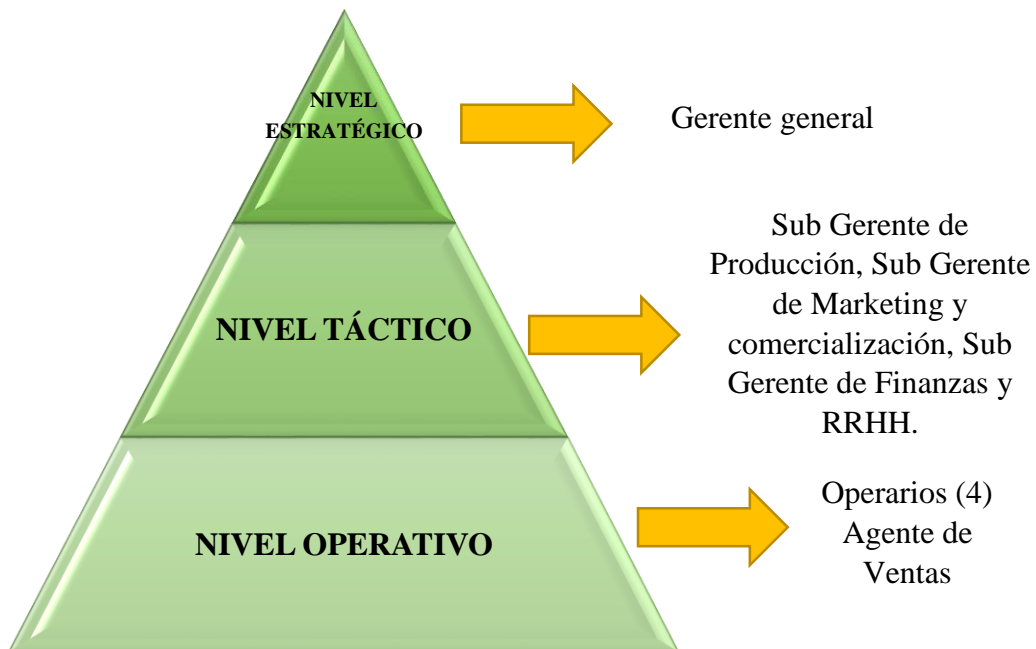 NIVEL
ESTRATÉGICO
Gerente general
NIVEL TÁCTICO
Sub Gerente de
Producción, Sub Gerente
de Marketing y
comercialización, Sub
Gerente de Finanzas y
RRHH.
NIVEL OPERATIVO
Operarios (4)
Agente de
Ventas